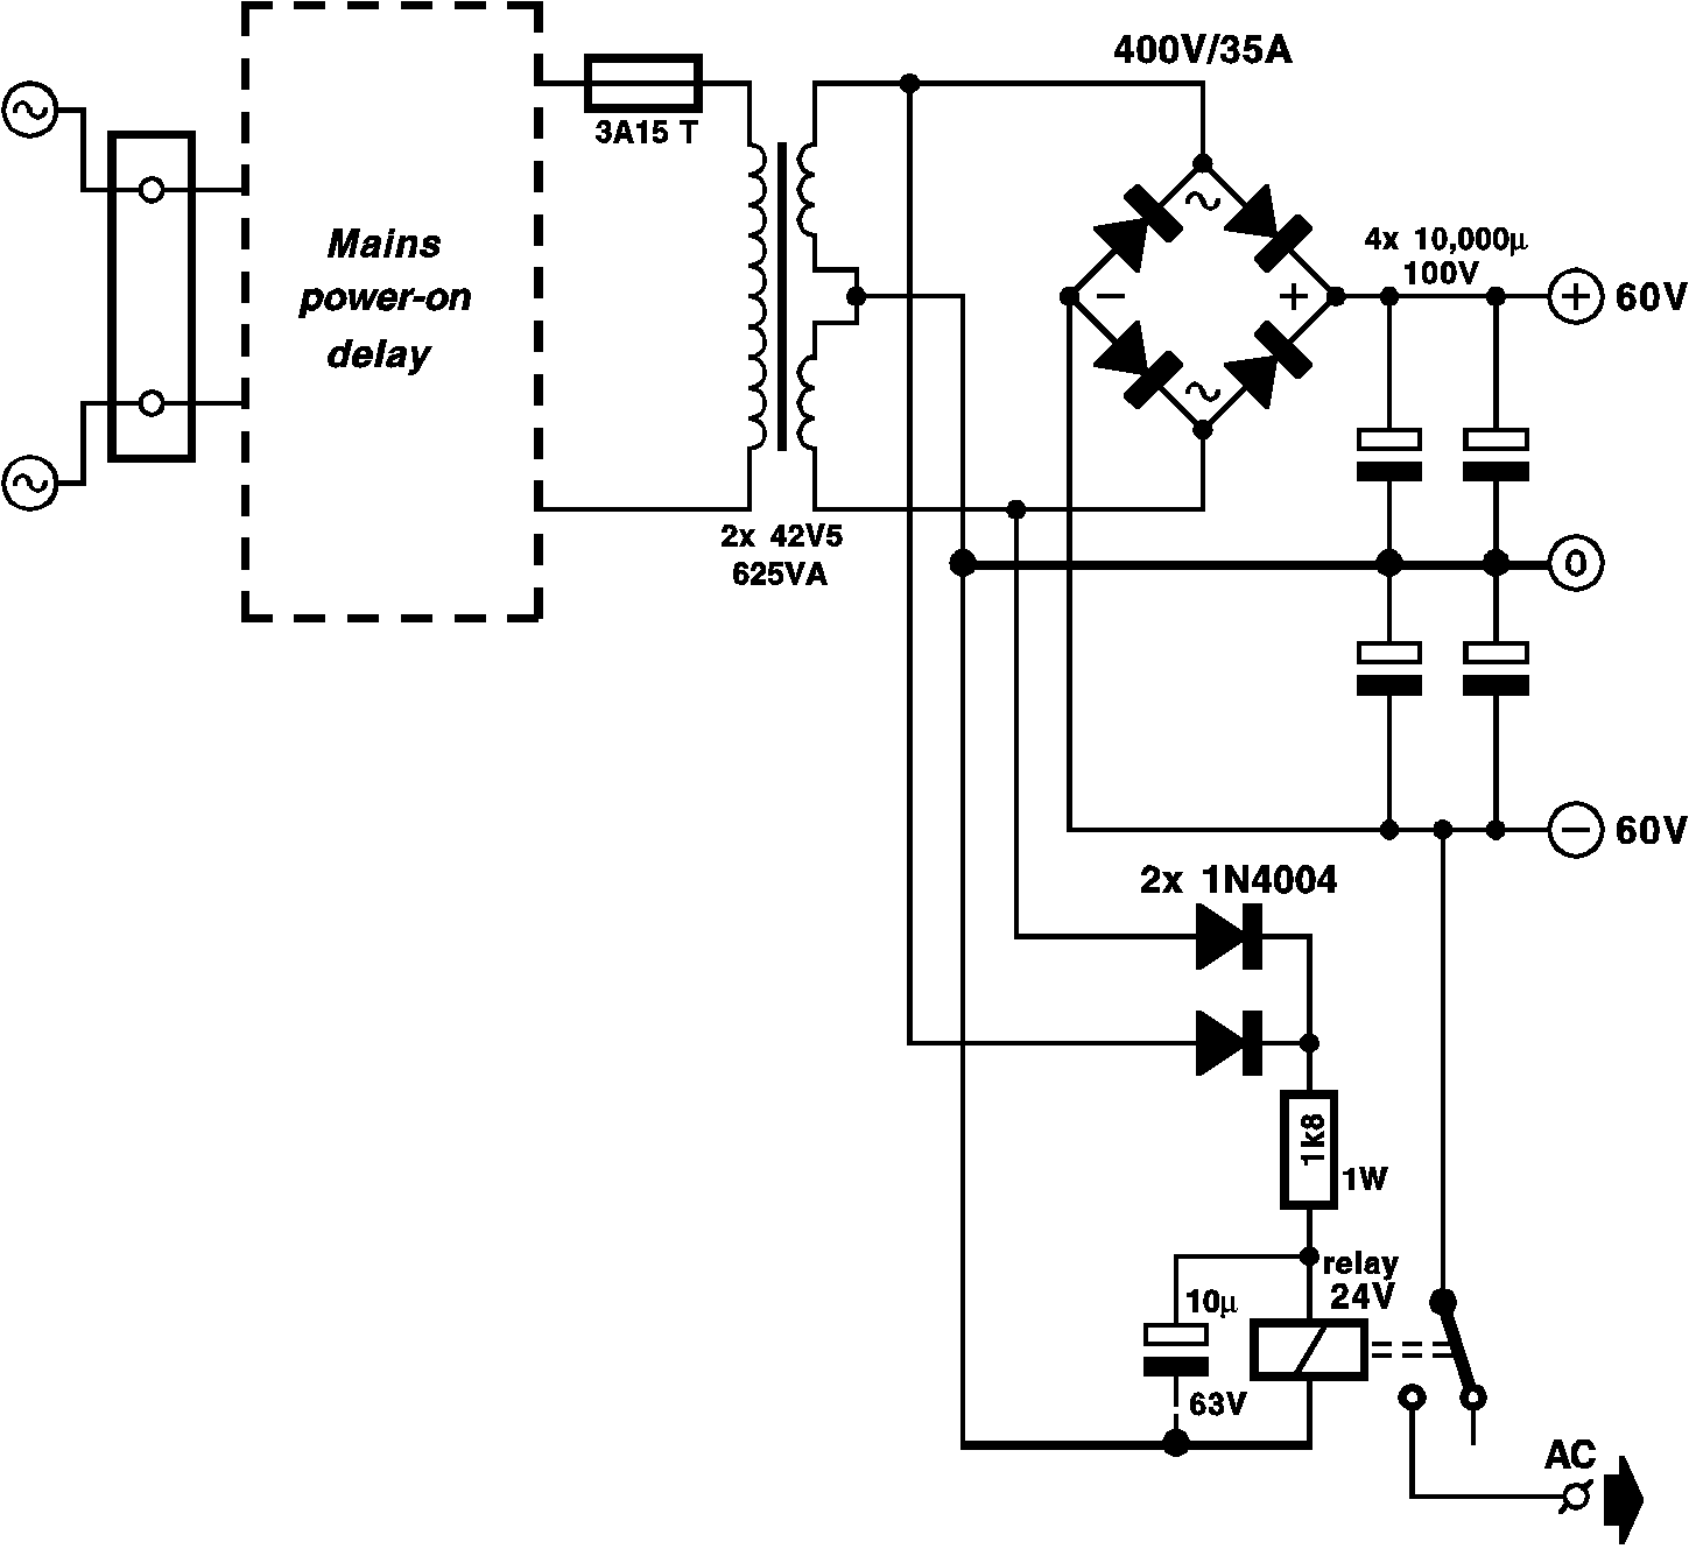 400V/35A
3A15 T
Mains
power-on
delay
4x 10,000µ
100V
+ 60V
2x 42V5
625VA
0
− 60V
2x 1N4004
1k8
1W
relay
24V
10µ
63V
AC